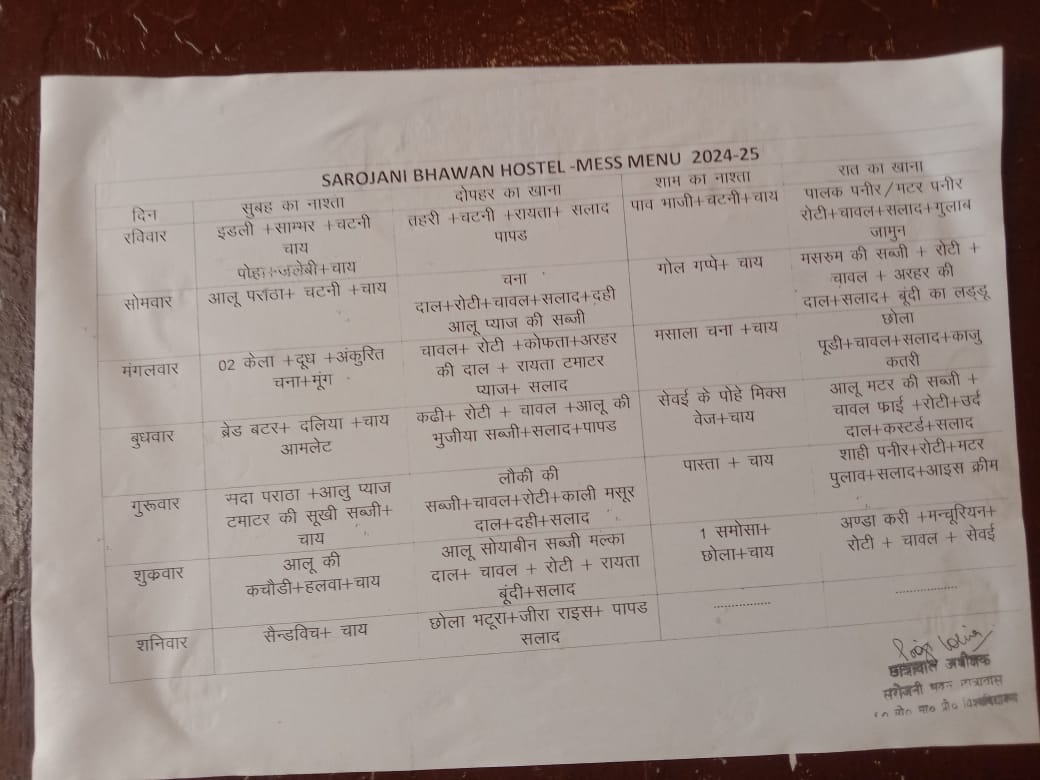 SAROJANI BHAWAN HOSTEL -MESS MENU 2024-25
दिन सुबह का नाश्ता दोपहर का खाना शाम का नाश्ता रात का खाना
रविवार
इडली +साम्भर +चटनी
चाय
पोहा+जलेबी+चाय
तहरी +चटनी +रायता+ सलाद
पापड
पाव भाजी+चटनी+चाय
पालक पनीर/मटर पनीर
रोटी+चावल+सलाद+गुलाब
जामुन
सोमवार
आलू पराठा+ चटनी +चाय
चना
दाल+रोटी+चावल+सलाद+दही
आलू प्याज की सब्जी
गोल गप्पे+ चाय
मसरुम की सब्जी + रोटी +
चावल + अरहर की
दाल+सलाद+ बूंदी का लड्डू
मंगलवार
02 केला +दूध +अंकुरित
चना+मूंग
चावल+ रोटी +कोफता+अरहर
की दाल + रायता टमाटर
प्याज+ सलाद
मसाला चना +चाय
छोला
पूडी+चावल+सलाद+काजु
कतरी
बुधवार
ब्रेड बटर+ दलिया +चाय
आमलेट
कढी+ रोटी + चावल +आलू की
भुजीया सब्जी+सलाद+पापड
सेवई के पोहे मिक्स
वेज+चाय
आलू मटर की सब्जी +
चावल फाई +रोटी+उर्द
दाल+कस्टर्ड+सलाद
गुरूवार
सदा पराठा +आलु प्याज
टमाटर की सूखी सब्जी+
चाय
लौकी की
सब्जी+चावल+रोटी+काली मसूर
दाल+दही+सलाद
पास्ता + चाय
शाही पनीर+रोटी+मटर
पुलाव+सलाद+आइस क्रीम
शुकवार
आलू की
कचौडी+हलवा+चाय
आलू सोयाबीन सब्जी मल्का
दाल+ चावल + रोटी + रायता
बूंदी+सलाद
1 समोसा+
छोला+चाय
अण्डा करी +मन्चूरियन+
रोटी + चावल + सेवई
शनिवार
सैन्डविच+ चाय
छोला भटूरा+जीरा राइस+ पापड
सलाद
................
................
छात्रावास अधीक्षक
सरोजनी भवन छात्रावास